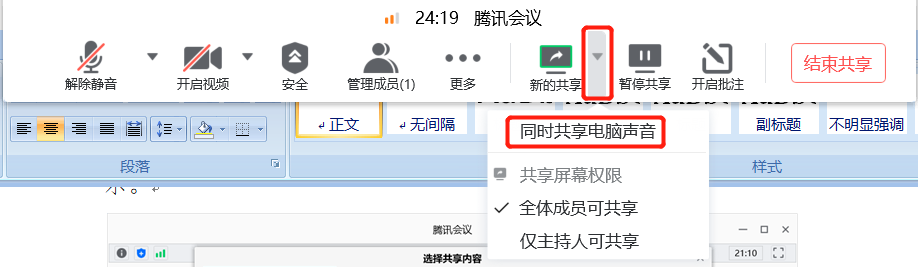 24:19 腾讯会议
解除静音 开启视频 安全 管理成员(1) 更多 新的共享 暂停共享 开启批注 结束共享
正文 无间隔 副标题 不明显强调
同时共享电脑声音
段落 样式
共享屏幕权限
全体成员可共享
腾讯会议
仅主持人可共享
21:10
选择共享内容